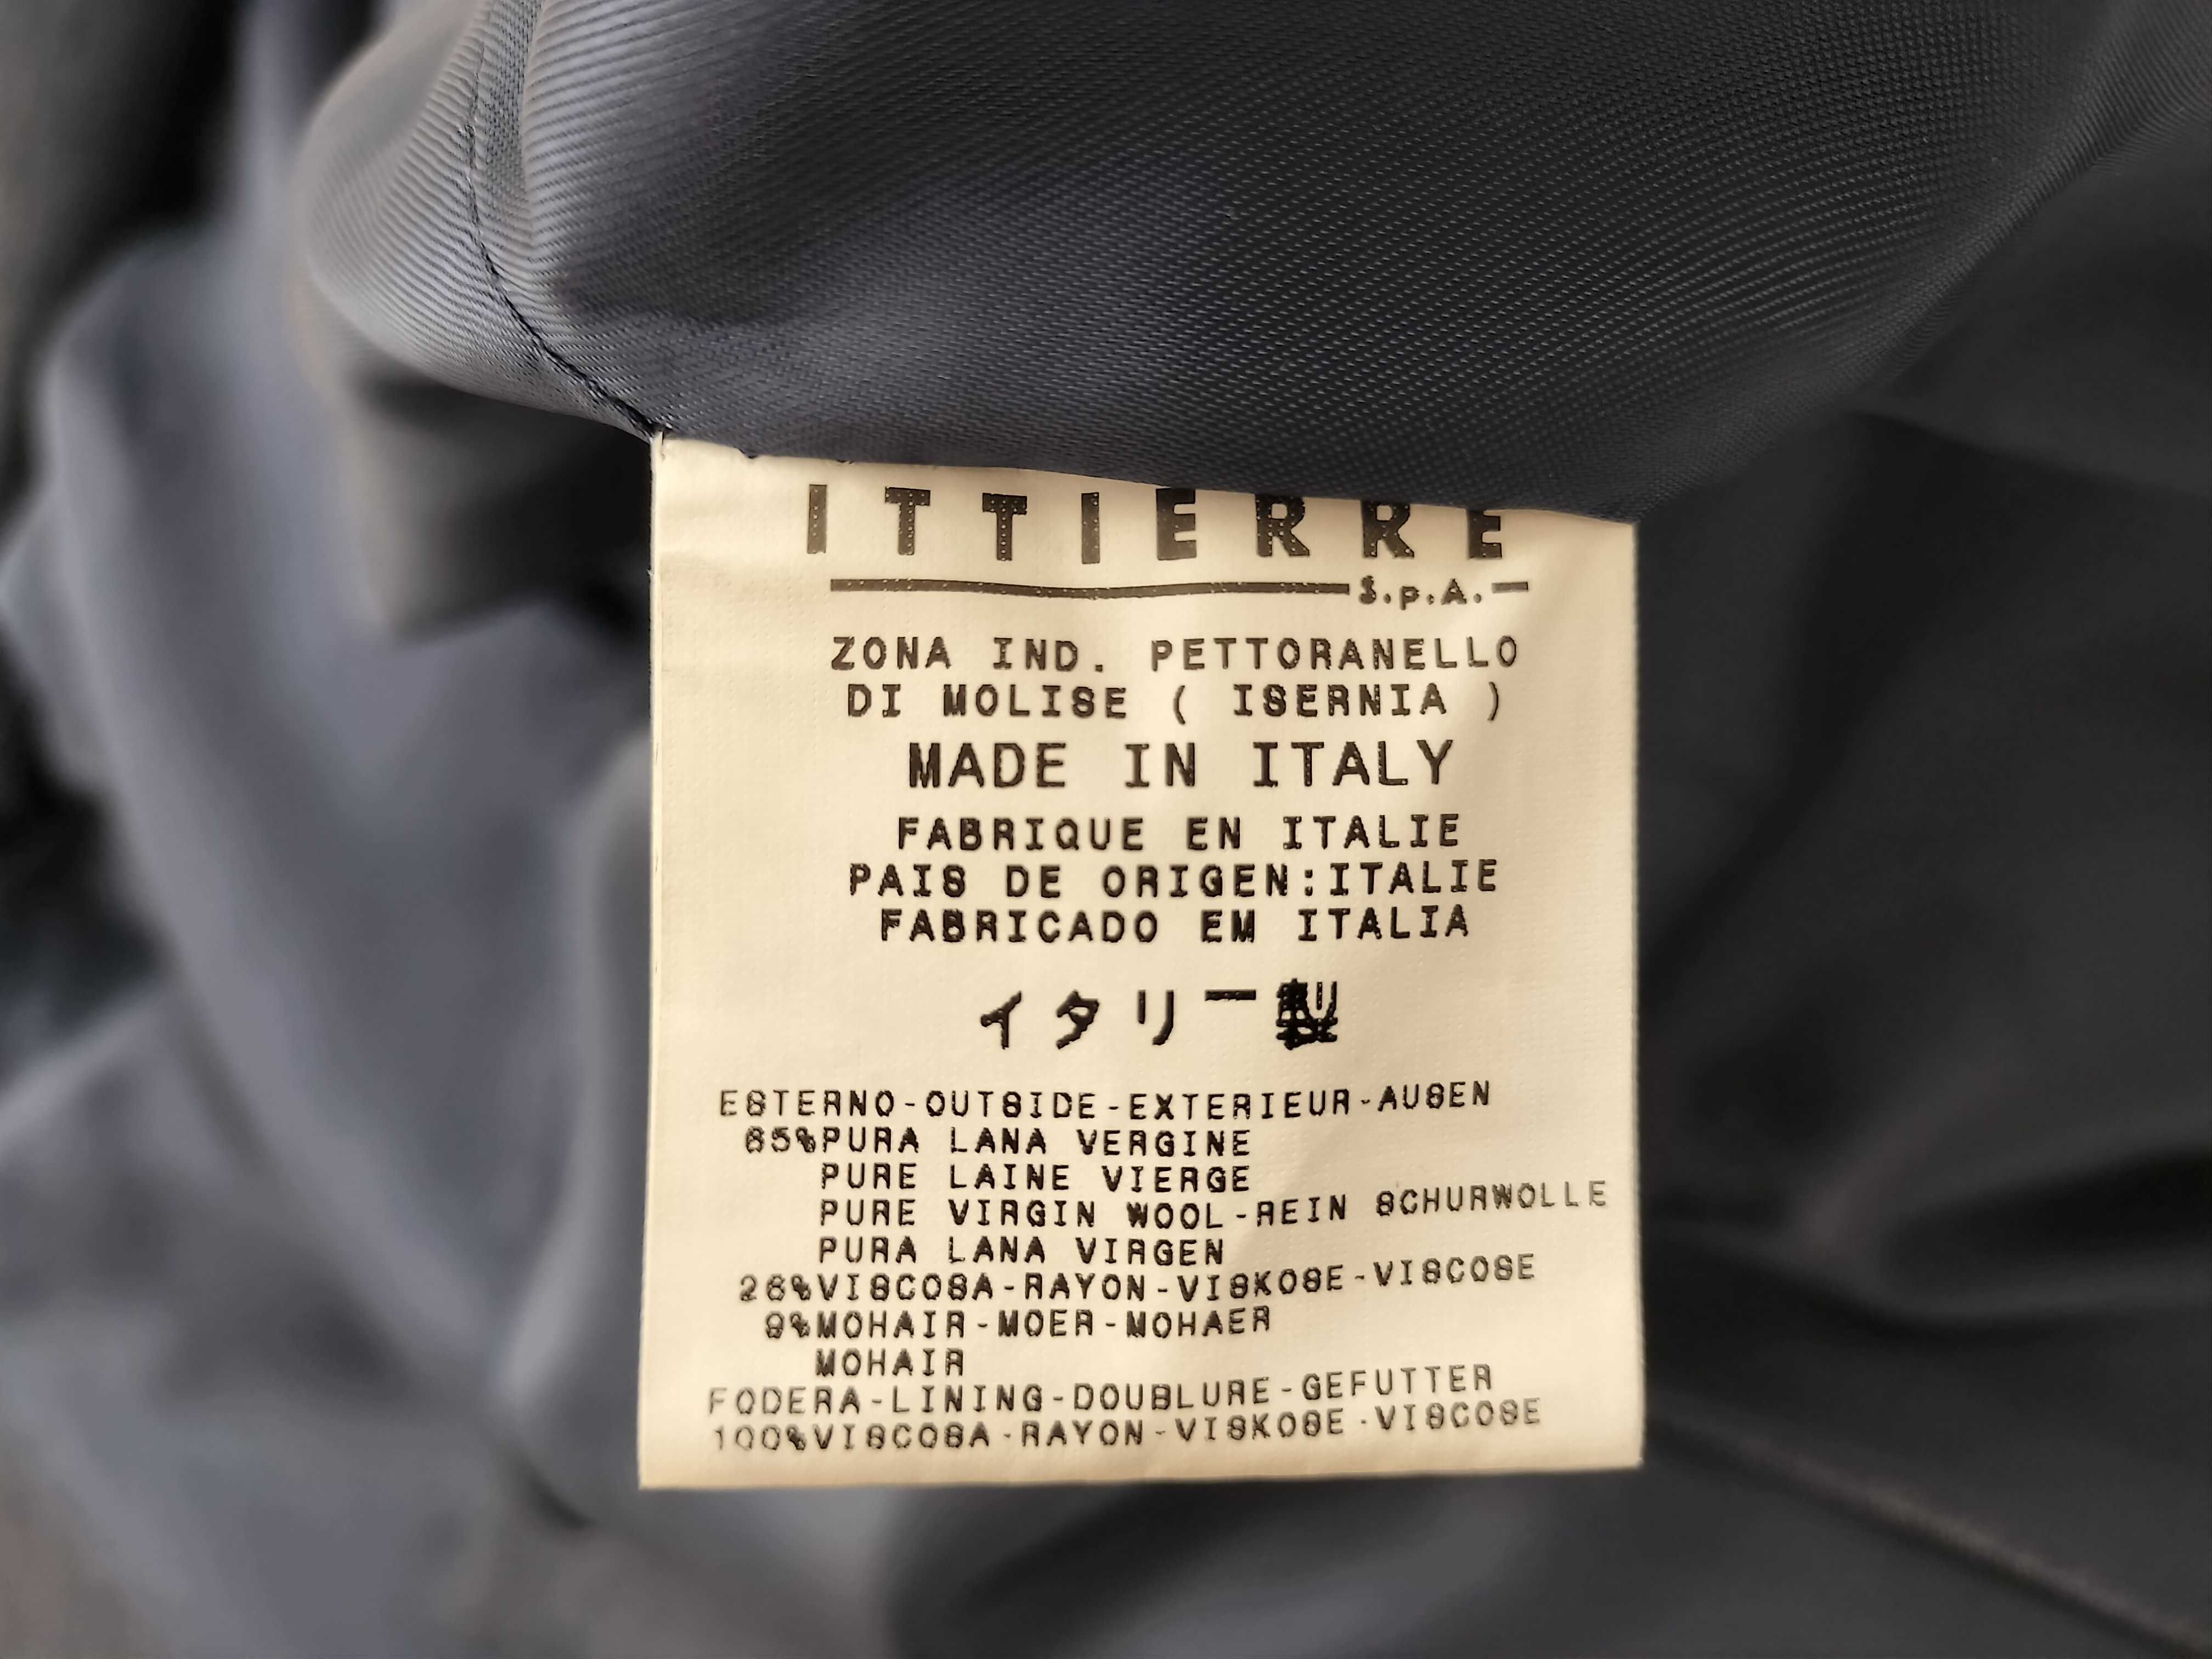 ITTIERRE
S.p.A.
ZONA IND. PETTORANELLO
DI MOLISE ( ISERNIA )
MADE IN ITALY
FABRIQUE EN ITALIE
PAIS DE ORIGEN:ITALIE
FABRICADO EM ITALIA
イタリー製
ESTERNO-OUTSIDE-EXTERIEUR-AUSEN
65%PURA LANA VERGINE
PURE LAINE VIERGE
PURE VIRGIN WOOL-REIN SCHURWOLLE
PURA LANA VIRGEN
26%VISCOSA-RAYON-VISKOSE-VISCOSE
9%MOHAIR-MOER-MOHAER
MOHAIR
FODERA-LINING-DOUBLURE-GEFUTTER
100%VISCOSA-RAYON-VISKOSE-VISCOSE